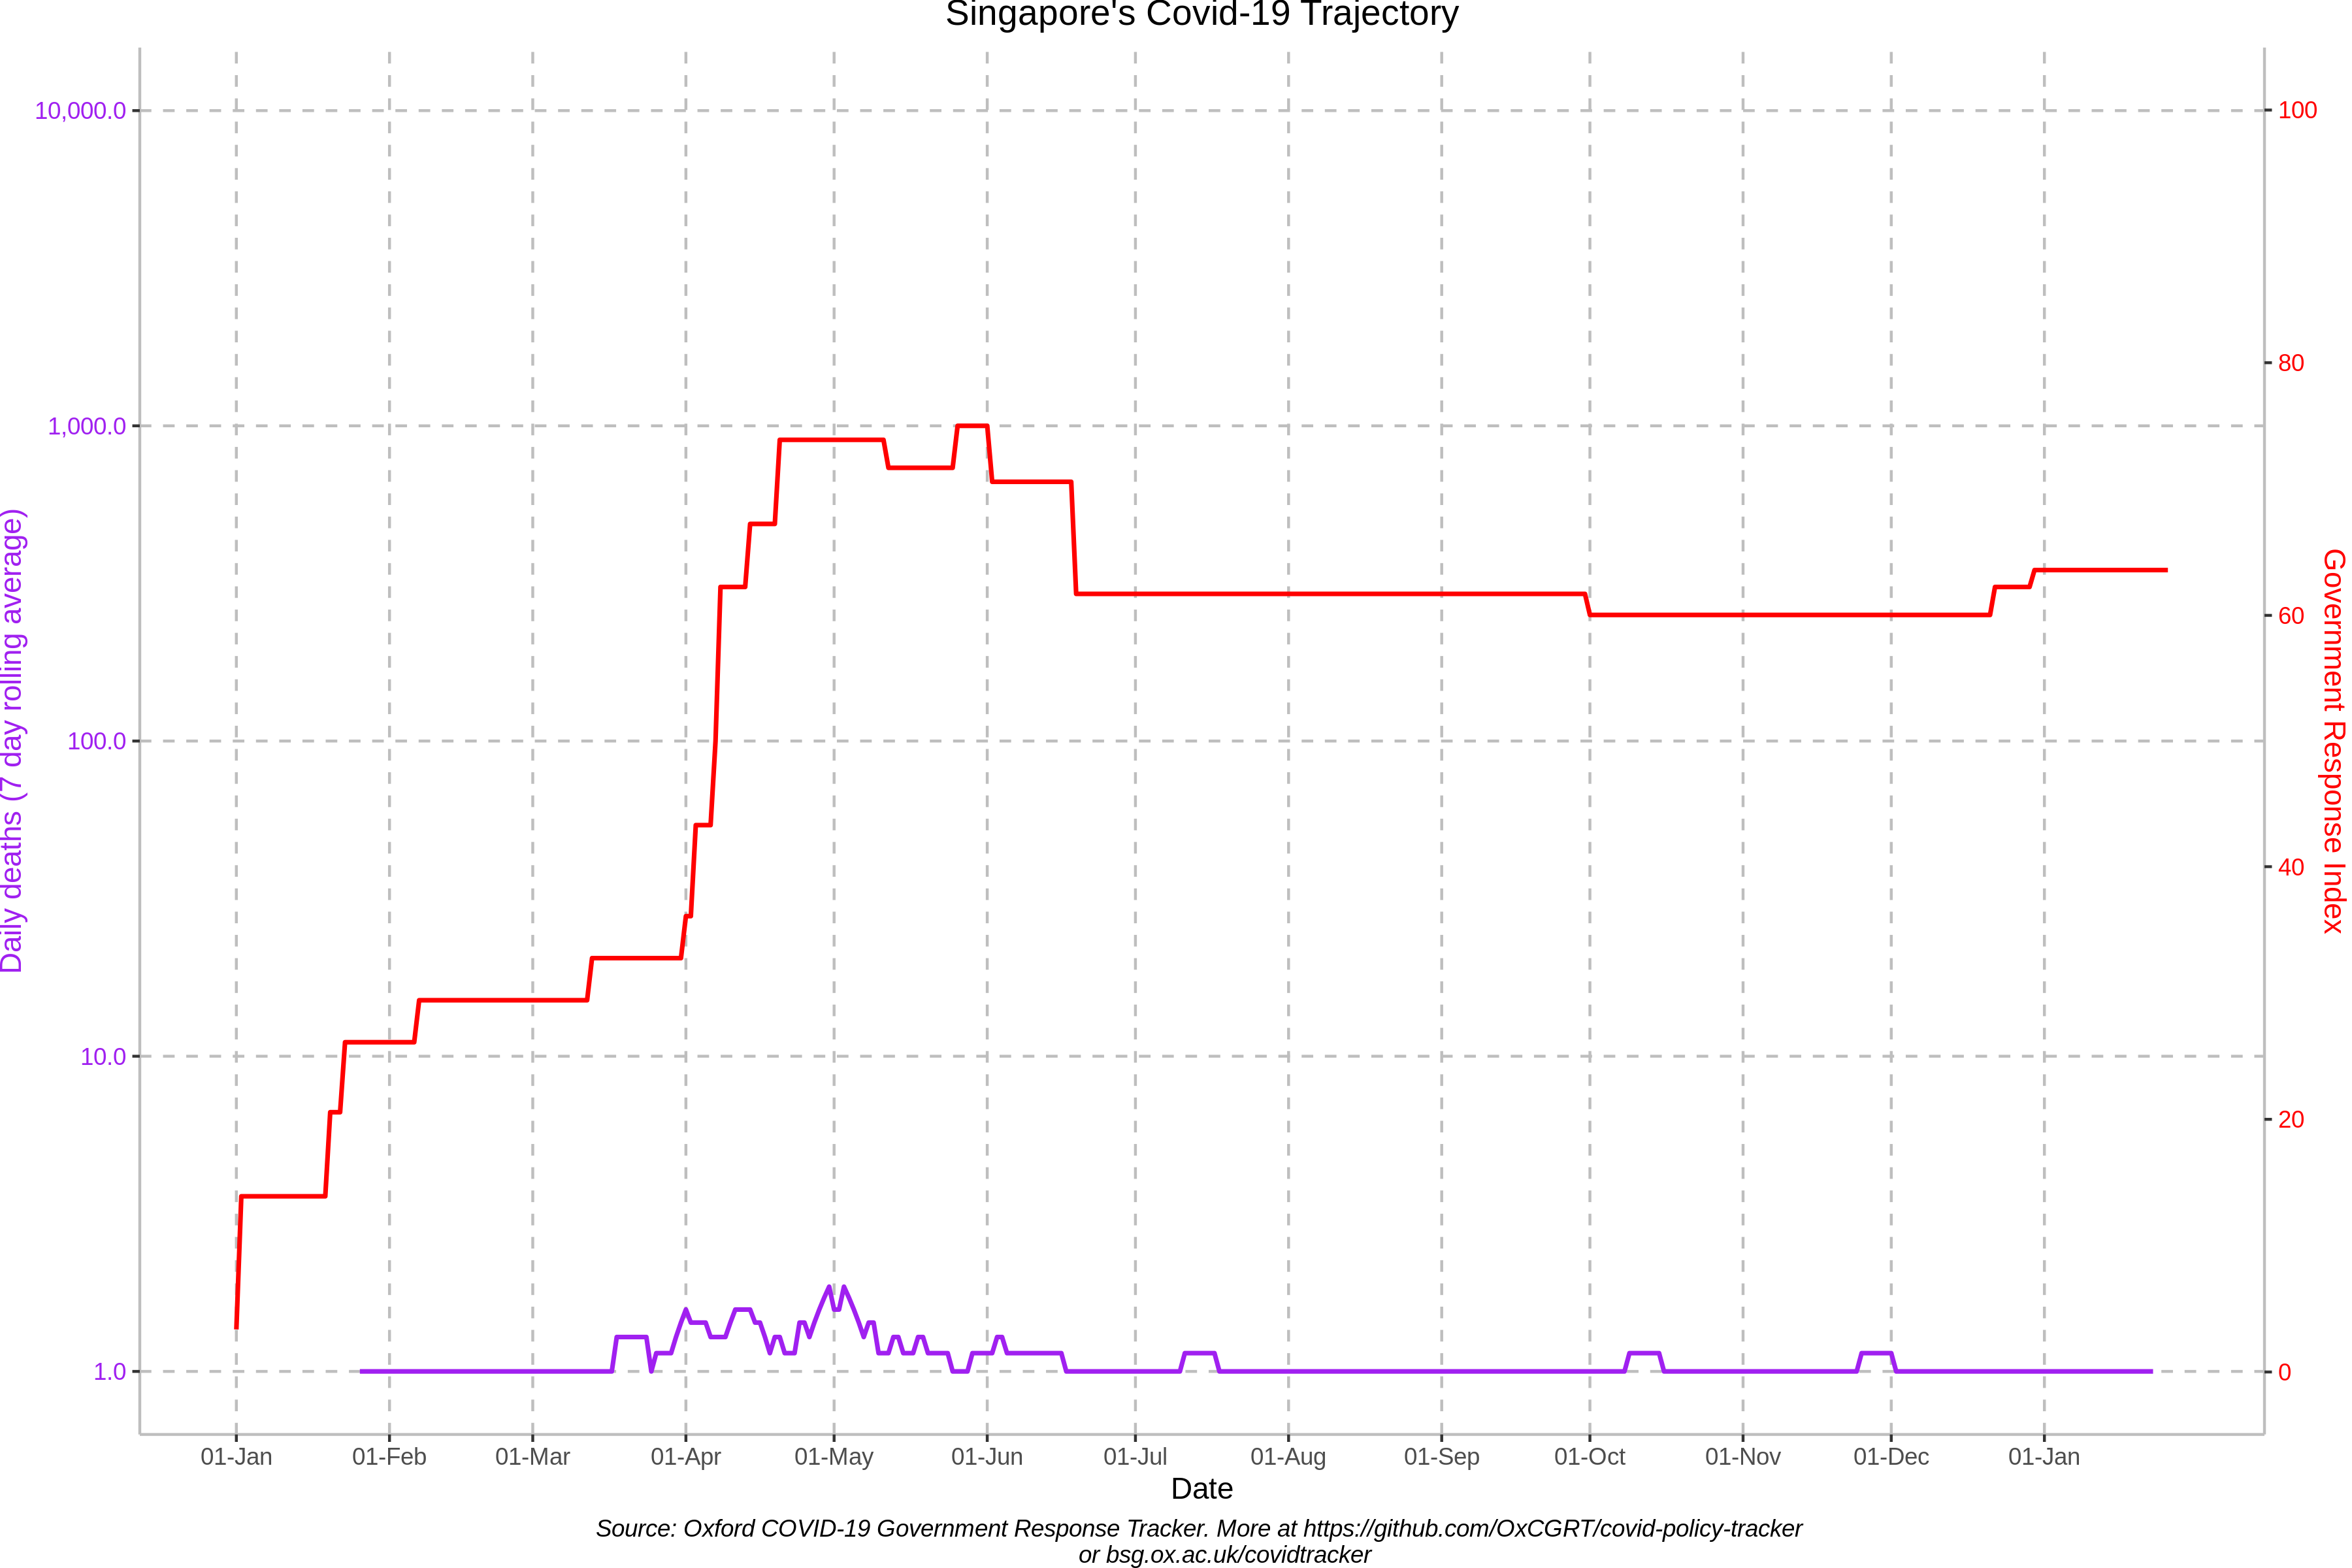 Singapore's Covid-19 Trajectory
10,000.0
1,000.0
100.0
10.0
1.0
Daily deaths (7 day rolling average)
100
80
60
40
20
0
Government Response Index
01-Jan
01-Feb
01-Mar
01-Apr
01-May
01-Jun
01-Jul
01-Aug
01-Sep
01-Oct
01-Nov
01-Dec
01-Jan
Date
Source: Oxford COVID-19 Government Response Tracker. More at https://github.com/OxCGRT/covid-policy-tracker
or bsg.ox.ac.uk/covidtracker